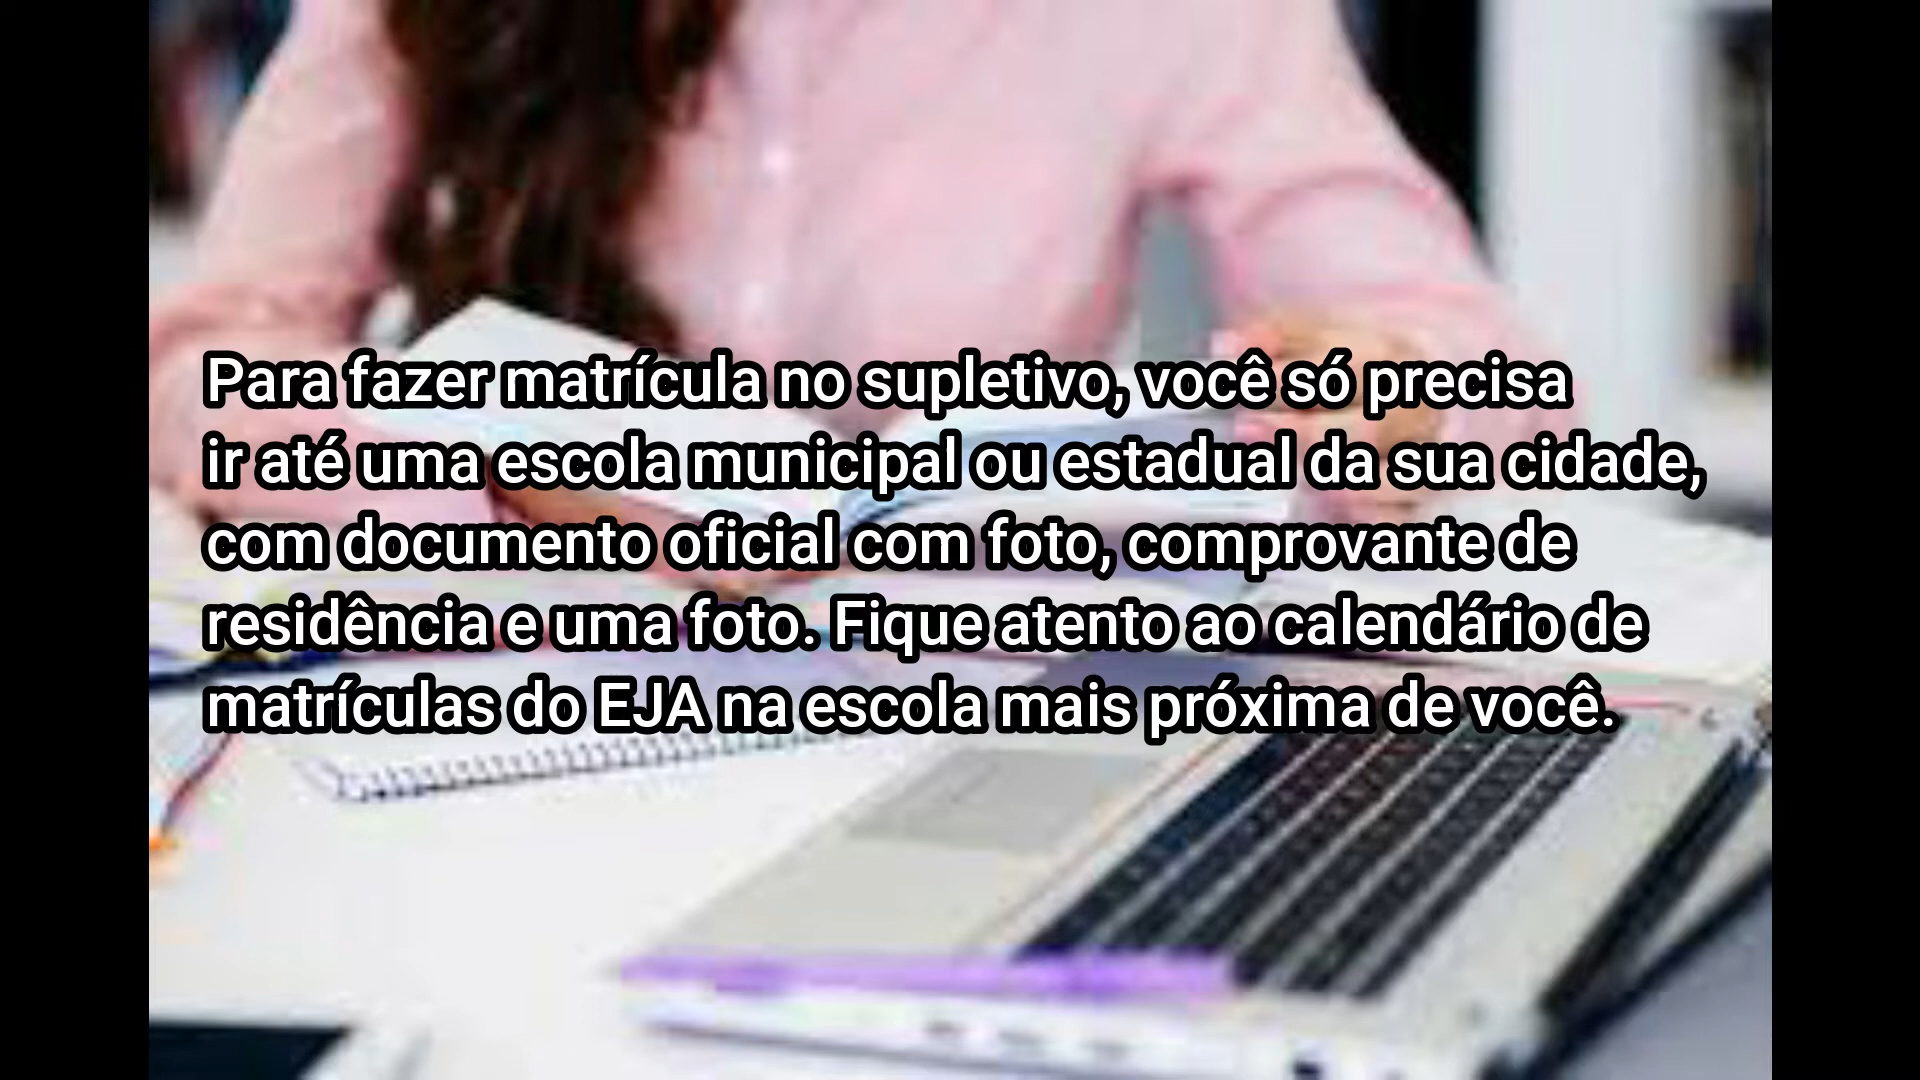 Para fazer matrícula no supletivo, você só precisa
ir até uma escola municipal ou estadual da sua cidade,
com documento oficial com foto, comprovante de
residência e uma foto. Fique atento ao calendário de
matrículas do EJA na escola mais próxima de você.